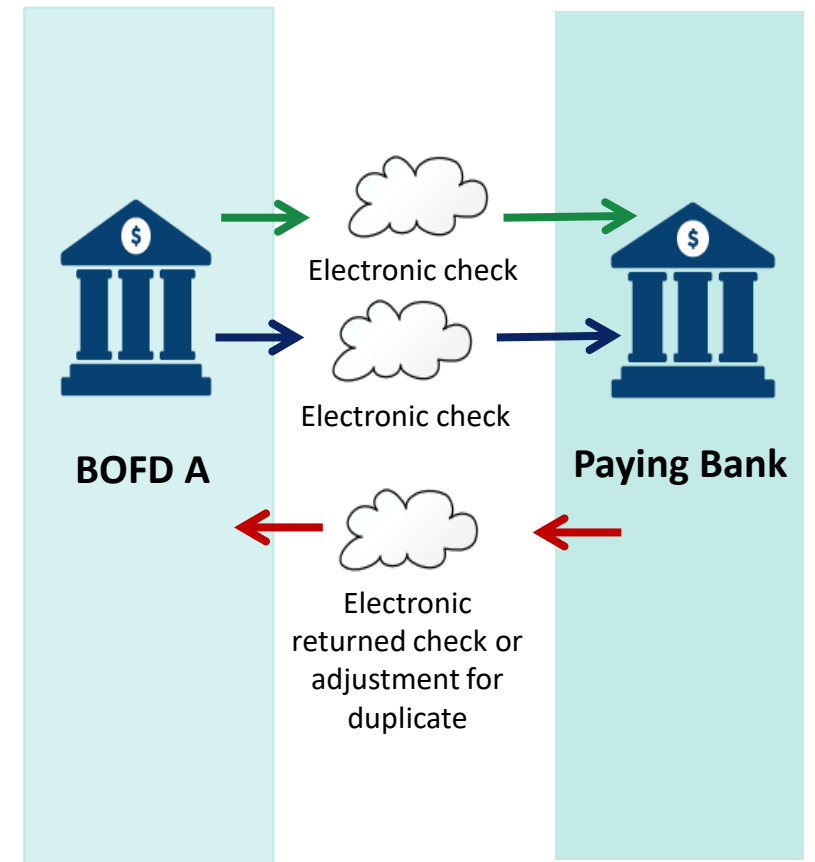 $
$
Electronic check
Electronic check
BOFD A
Paying Bank
Electronic
returned check or
adjustment for
duplicate